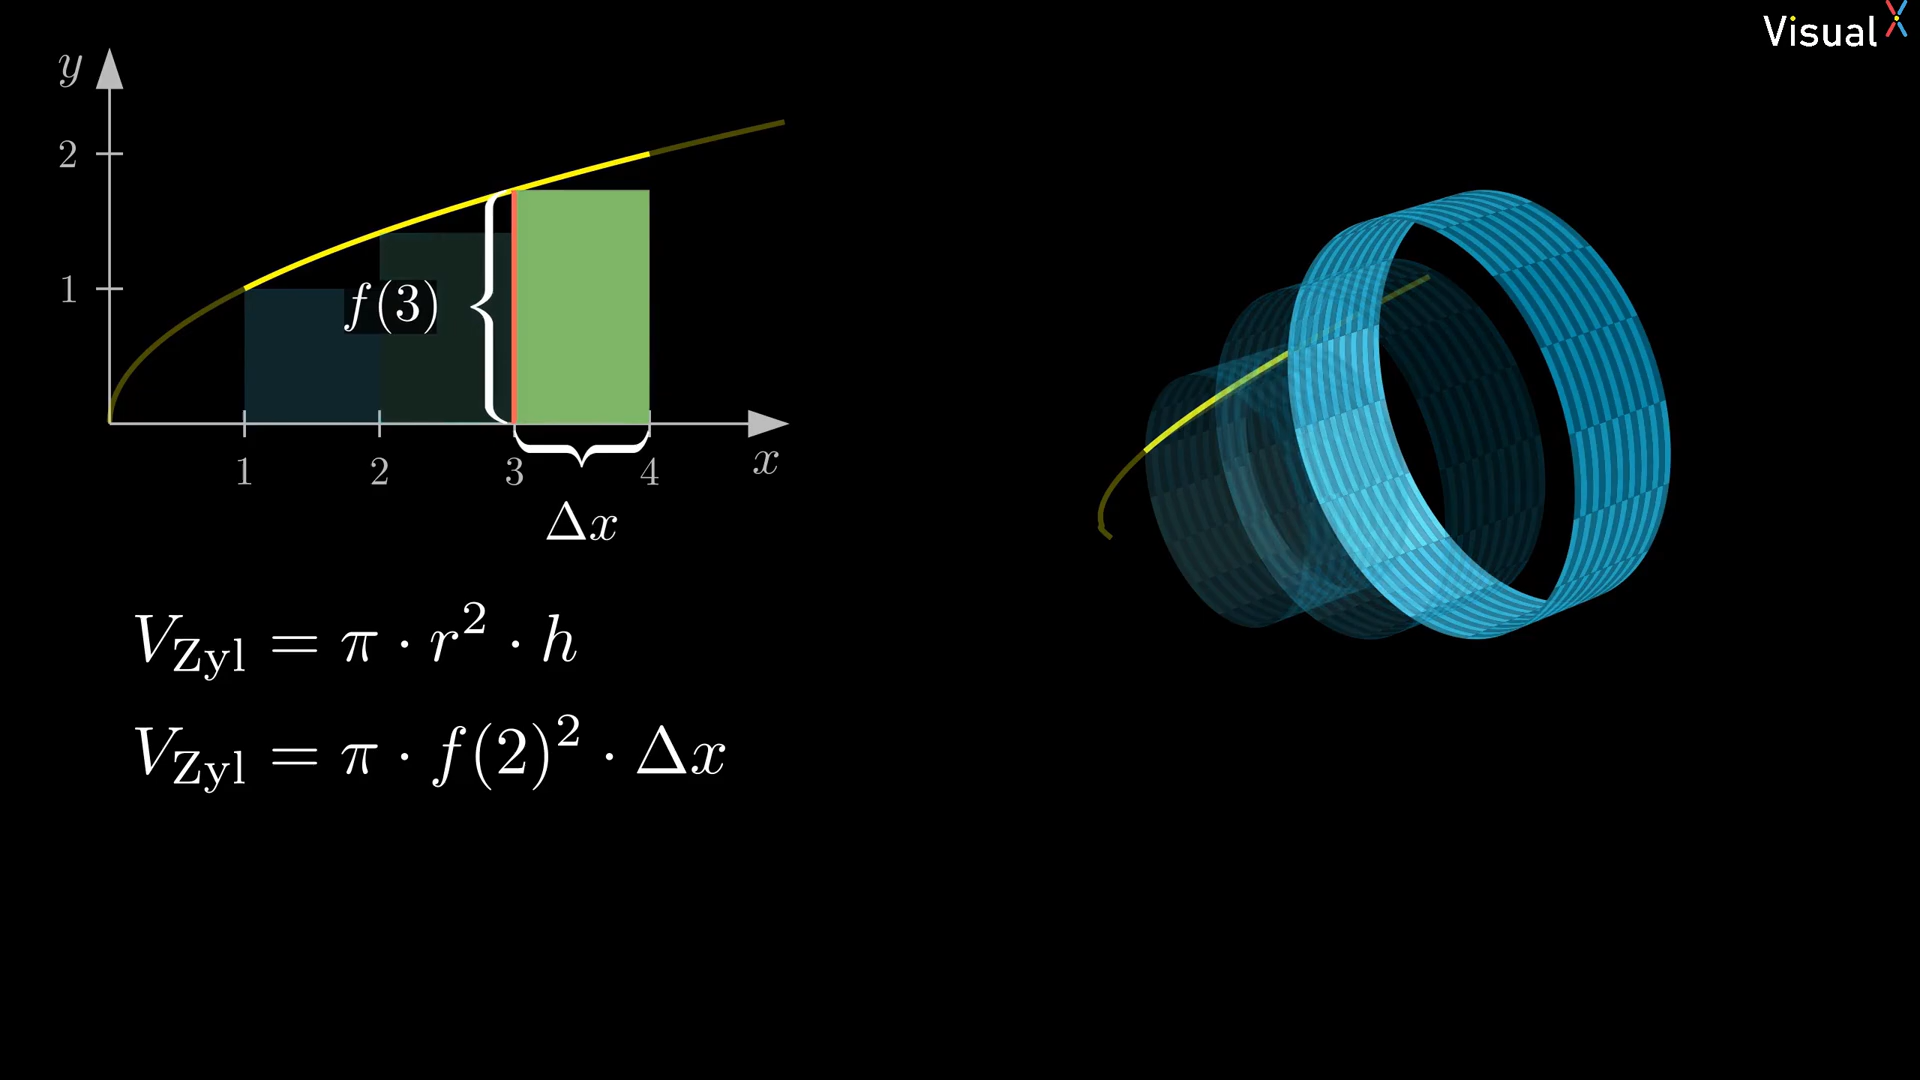 Visual X
y
2
1
f(3)
1 2 3 4 x
Δx
V_Zyl = π · r² · h
V_Zyl = π · f(2)² · Δx